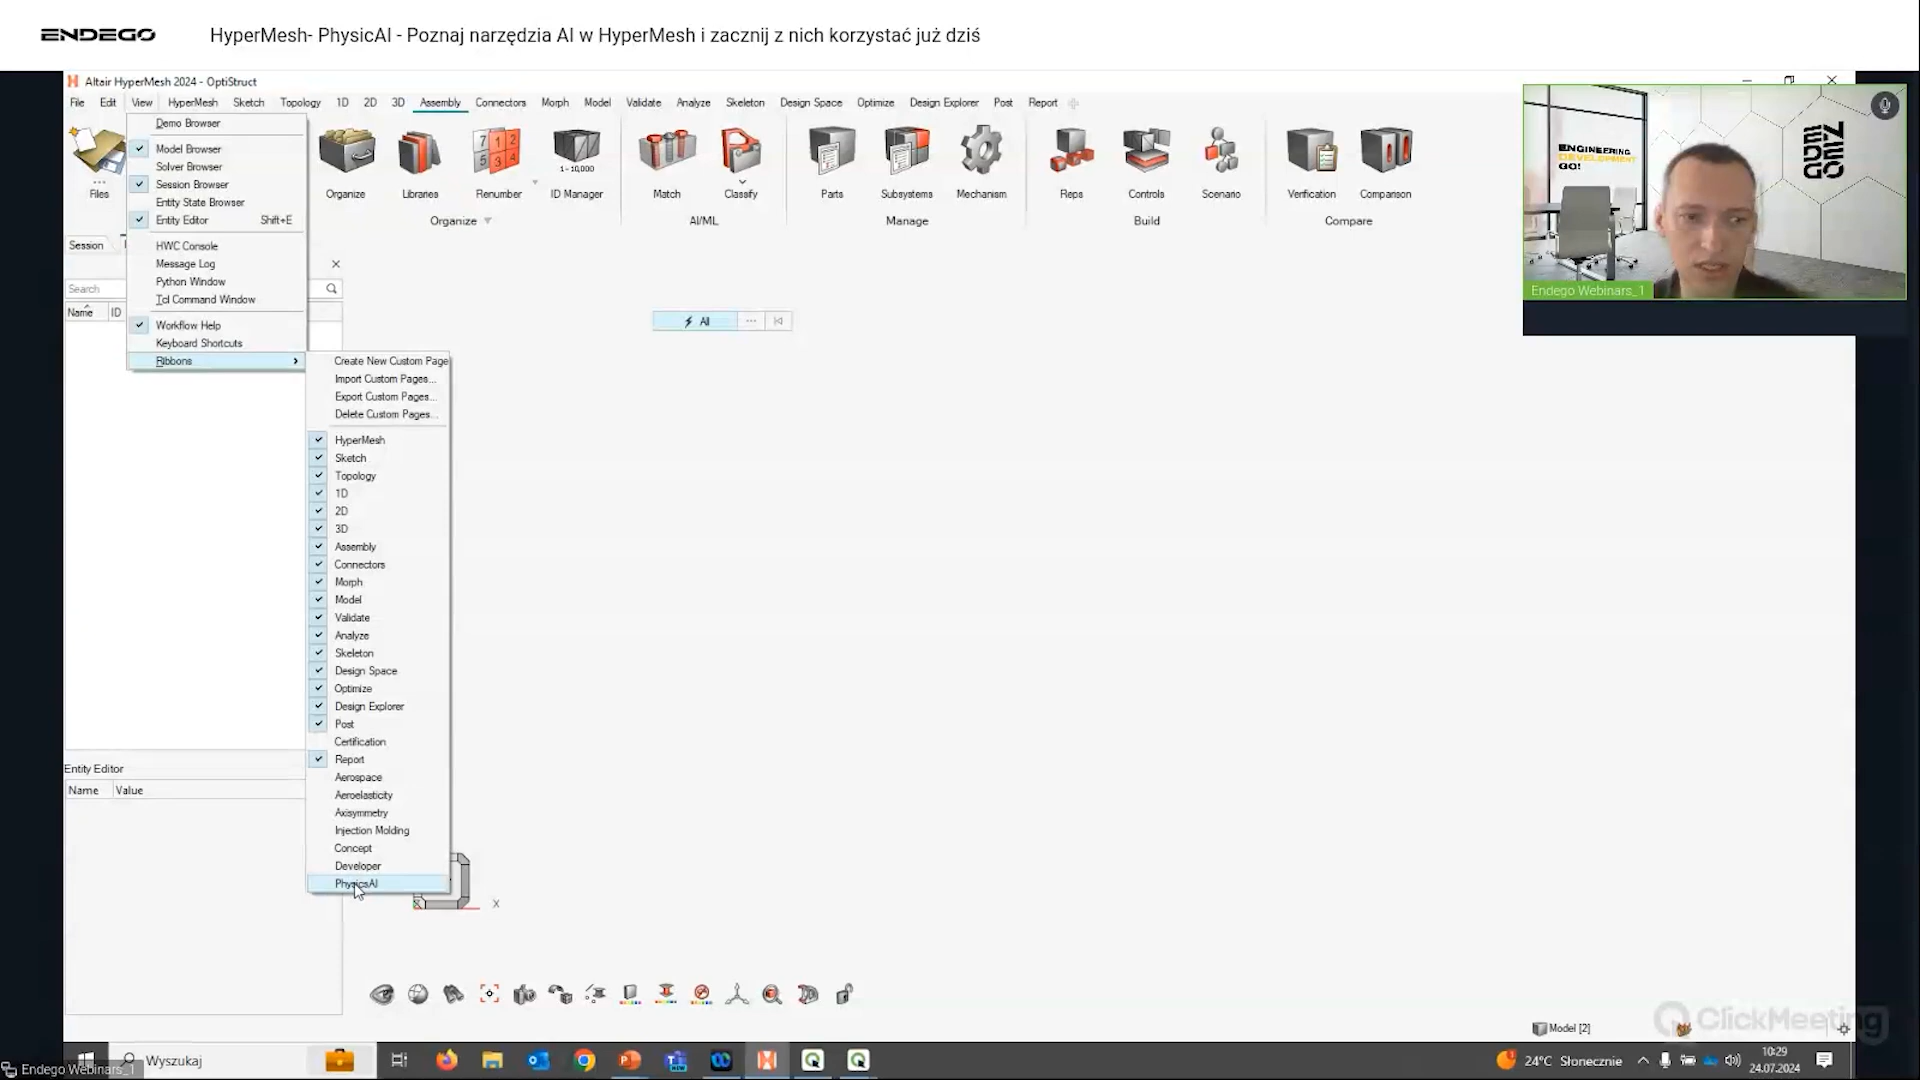 ENDEGO
HyperMesh- PhysicAI - Poznaj narzędzia AI w HyperMesh i zacznij z nich korzystać już dziś
Altair HyperMesh 2024 - OptiStruct
File Edit View HyperMesh Sketch Topology 1D 2D 3D Assembly Connectors Morph Model Validate Analyze Skeleton Design Space Optimize Design Explorer Post Report
Files
Organize
Libraries
Renumber
1-10,000
ID Manager
Match
Classify
Parts
Subsystems
Mechanism
Reps
Controls
Scenario
Verification
Comparison
Organize
AI/ML
Manage
Build
Compare
Demo Browser
Model Browser
Solver Browser
Session Browser
Entity State Browser
Entity Editor Shift+E
HWC Console
Message Log
Python Window
Tcl Command Window
Workflow Help
Keyboard Shortcuts
Ribbons
Session
Search
Name ID
All
Create New Custom Page
Import Custom Pages...
Export Custom Pages...
Delete Custom Pages...
HyperMesh
Sketch
Topology
1D
2D
3D
Assembly
Connectors
Morph
Model
Validate
Analyze
Skeleton
Design Space
Optimize
Design Explorer
Post
Certification
Report
Aerospace
Aeroelasticity
Axisymmetry
Injection Molding
Concept
Developer
PhysicsAI
Entity Editor
Name Value
X
ENGINEERING
DEVELOPMENT
GO!
Endego Webinars_1
Model [2]
ClickMeeting
Wyszukaj
24°C Słonecznie
10:29
24.07.2024
Endego Webinars_1